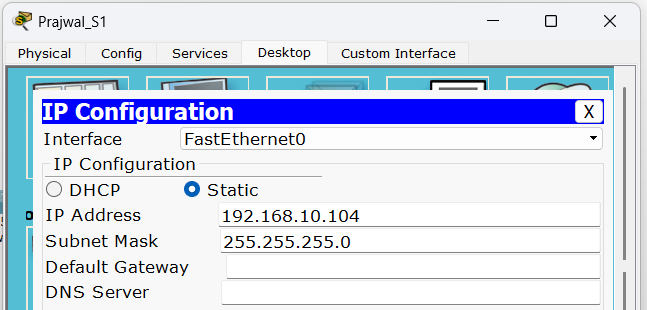 Prajwal_S1
Physical Config Services Desktop Custom Interface
IP Configuration X
Interface FastEthernet0
IP Configuration
DHCP Static
IP Address 192.168.10.104
Subnet Mask 255.255.255.0
Default Gateway
DNS Server